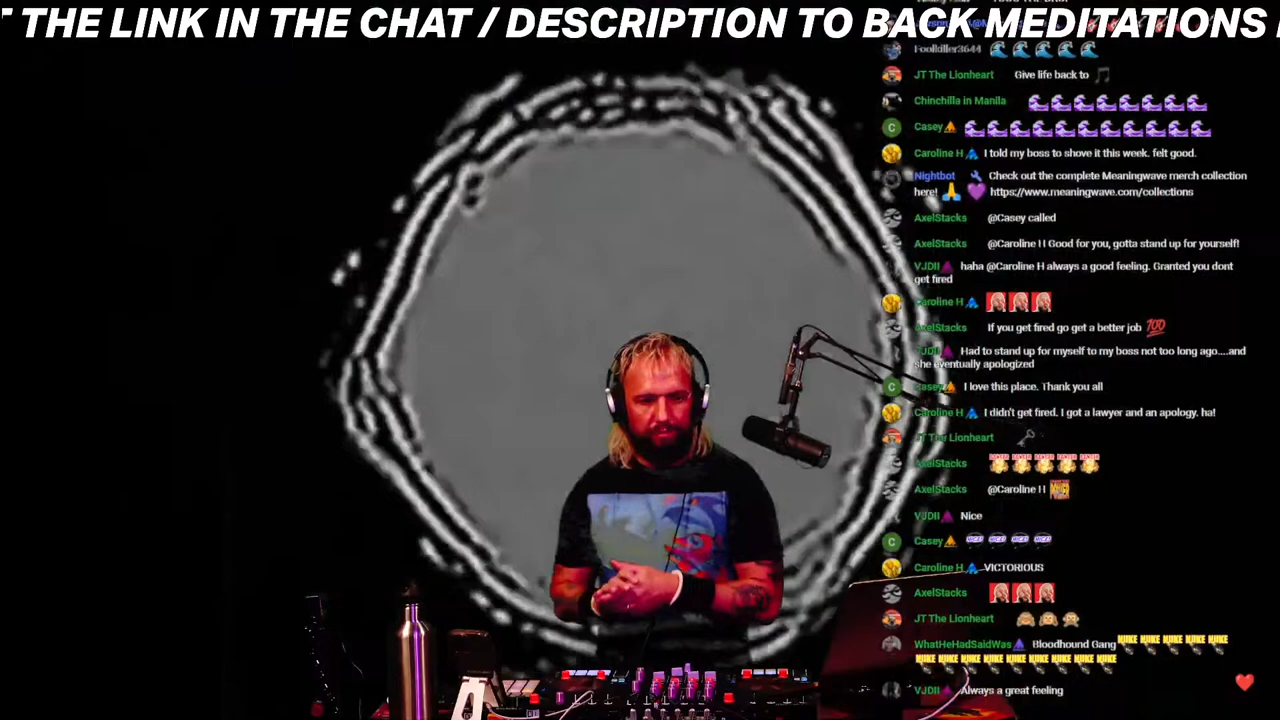 THE LINK IN THE CHAT / DESCRIPTION TO BACK MEDITATIONS
Foolkiller3644
JT The Lionheart Give life back to
Chinchilla in Manila
Casey
Caroline H I told my boss to shove it this week. felt good.
Nightbot Check out the complete Meaningwave merch collection
here! https://www.meaningwave.com/collections
AxelStacks @Casey called
AxelStacks @Caroline H Good for you, gotta stand up for yourself!
VJDII haha @Caroline H always a good feeling. Granted you dont
get fired
Caroline H
AxelStacks If you get fired go get a better job 💯
VJDII Had to stand up for myself to my boss not too long ago....and
she eventually apologized
Casey I love this place. Thank you all
Caroline H I didn't get fired. I got a lawyer and an apology. ha!
JT The Lionheart
AxelStacks
AxelStacks @Caroline H
VJDII Nice
Casey
Caroline H VICTORIOUS
AxelStacks
JT The Lionheart
WhatHeHadSaidWas Bloodhound Gang
VJDII Always a great feeling